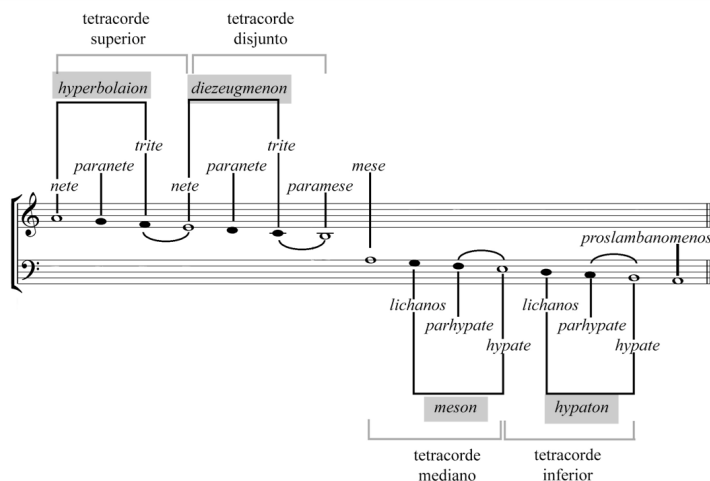 tetracorde
superior
tetracorde
disjunto
hyperbolaion
diezeugmenon
trite
trite
paranete
paranete
mese
nete
nete
paramese
proslambanomenos
lichanos
lichanos
parhypate
parhypate
hypate
hypate
meson
hypaton
tetracorde
mediano
tetracorde
inferior